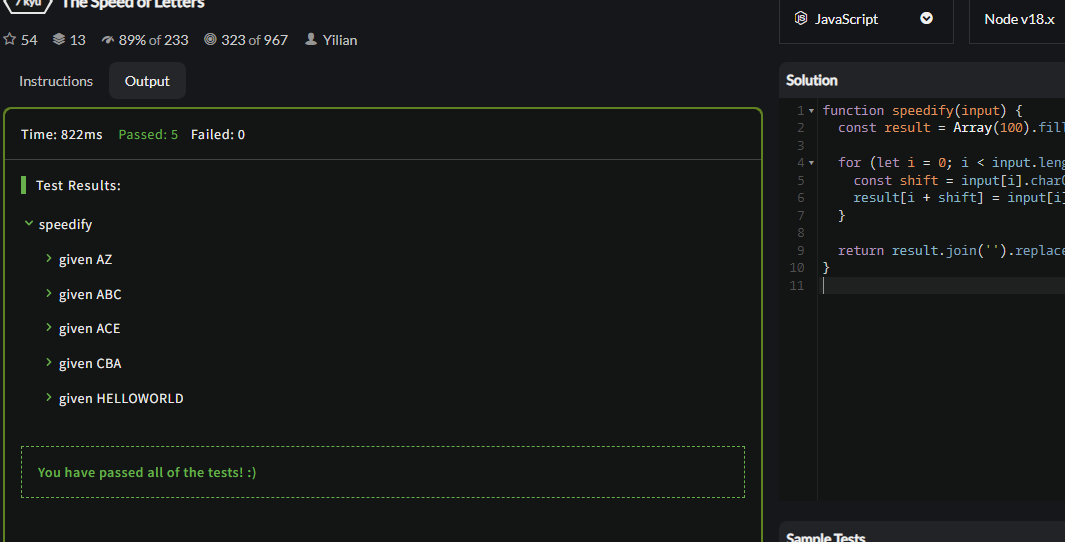 7 kyu The Speed of Letters
54 13 89% of 233 323 of 967 Yilian
Instructions Output
Time: 822ms Passed: 5 Failed: 0
Test Results:
speedify
given AZ
given ABC
given ACE
given CBA
given HELLOWORLD
You have passed all of the tests! :)
JavaScript Node v18.x
Solution
1 function speedify(input) {
2 const result = Array(100).fill
3
4 for (let i = 0; i < input.leng
5 const shift = input[i].char
6 result[i + shift] = input[i]
7 }
8
9 return result.join('').replace
10 }
11
Sample Tests